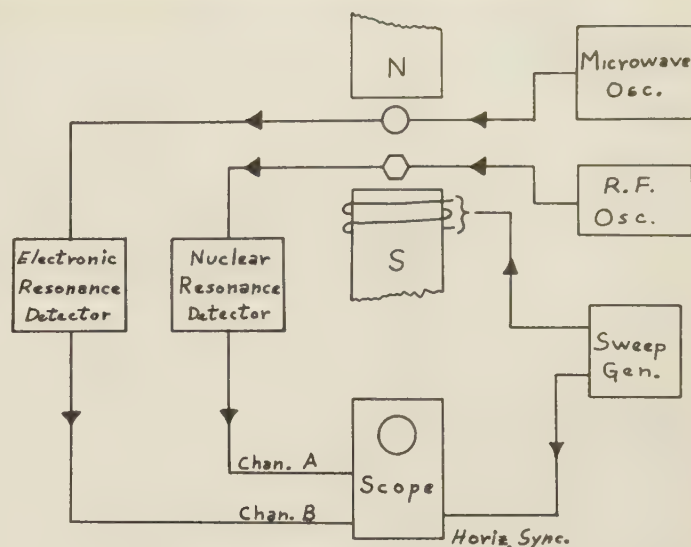 N
Microwave
Osc.
R.F.
Osc.
S
Electronic
Resonance
Detector
Nuclear
Resonance
Detector
Sweep
Gen.
Scope
Chan. A
Chan. B
Horiz Sync.